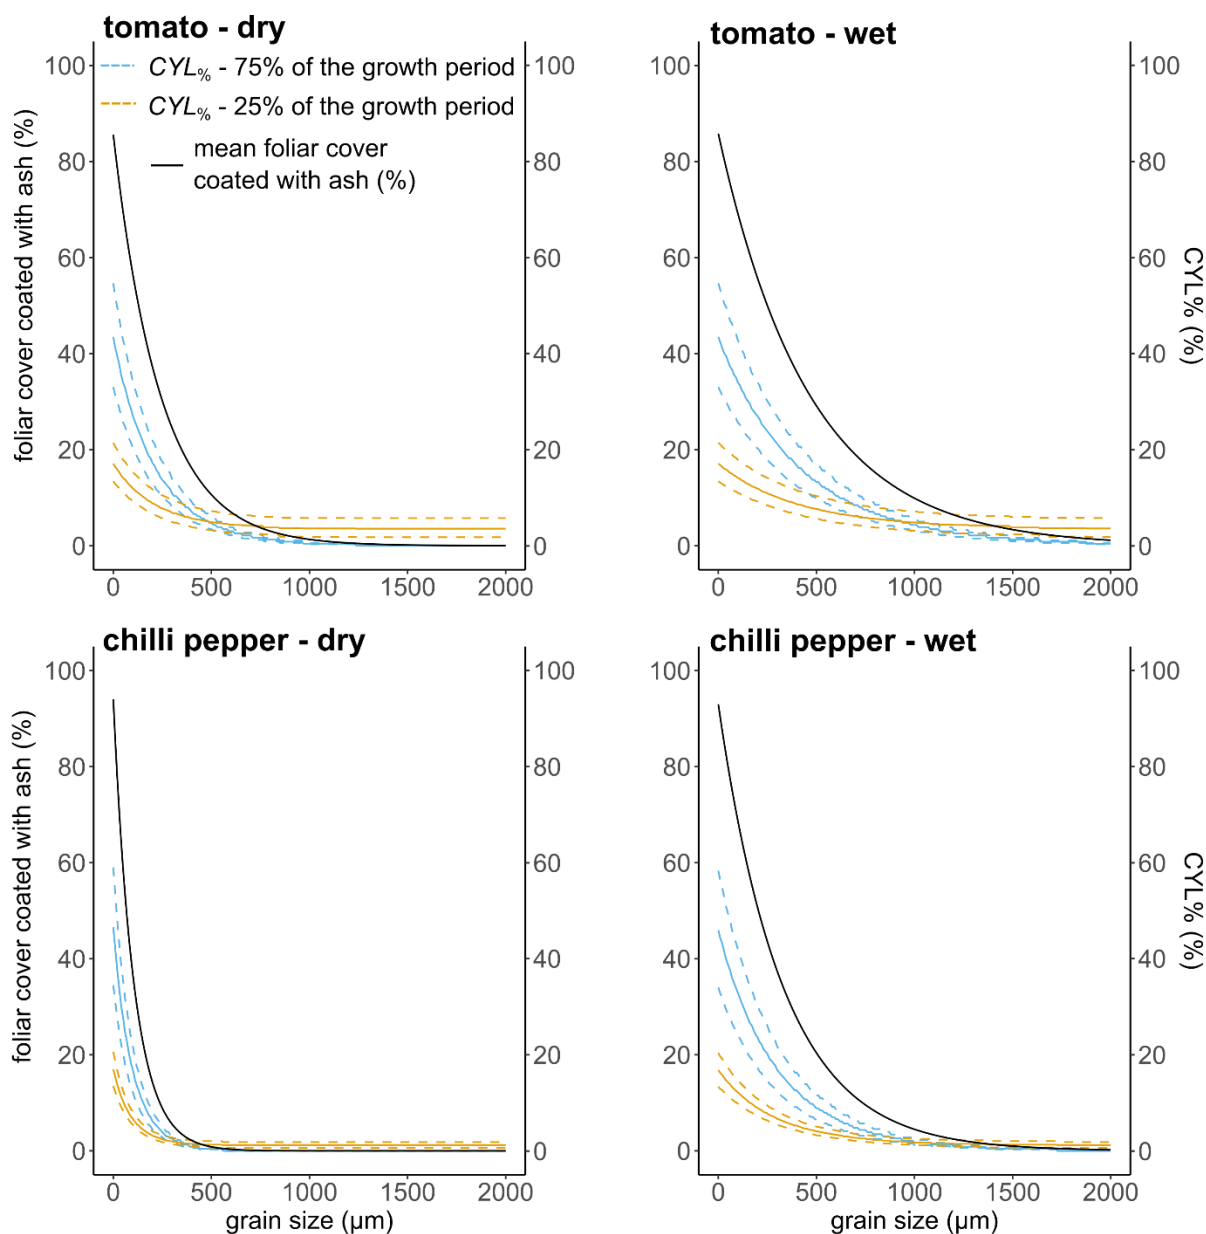 tomato - dry
CYL% - 75% of the growth period
CYL% - 25% of the growth period
mean foliar cover
coated with ash (%)
foliar cover coated with ash (%)
100
80
60
40
20
0
100
80
60
40
20
0
0 500 1000 1500 2000
tomato - wet
100
80
60
40
20
0
100
80
60
40
20
0
CYL% (%)
0 500 1000 1500 2000
chilli pepper - dry
foliar cover coated with ash (%)
100
80
60
40
20
0
100
80
60
40
20
0
0 500 1000 1500 2000
grain size (µm)
chilli pepper - wet
100
80
60
40
20
0
100
80
60
40
20
0
CYL% (%)
0 500 1000 1500 2000
grain size (µm)